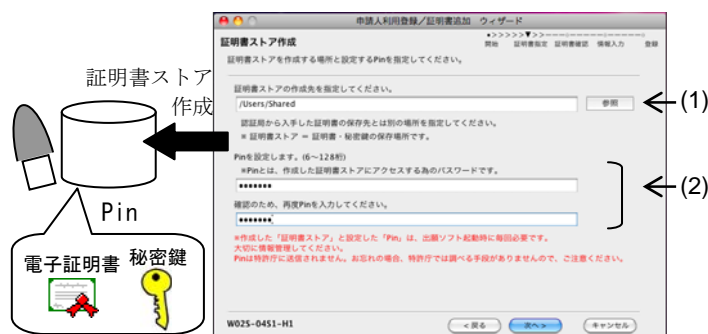 申請人利用登録／証明書追加 ウィザード
証明書ストア作成
•>>>>>▼>>
開始 証明書指定 証明書確認 情報入力 登録
証明書ストアを作成する場所と設定するPinを指定してください。
証明書ストアの作成先を指定してください。
/Users/Shared
参照
(1)
認証局から入手した証明書の保存先とは別の場所を指定してください。
※ 証明書ストア ＝ 証明書・秘密鍵の保存場所です。
Pinを設定します。(6～128桁)
※Pinとは、作成した証明書ストアにアクセスする為のパスワードです。
•••••••
(2)
確認のため、再度Pinを入力してください。
•••••••
※作成した「証明書ストア」と設定した「Pin」は、出願ソフト起動時に毎回必要です。
大切に情報管理してください。
Pinは特許庁に送信されません。お忘れの場合、特許庁では調べる手段がありませんので、ご注意ください。
W02S-0451-H1
<戻る
次へ>
キャンセル
証明書ストア
作成
Pin
電子証明書 秘密鍵